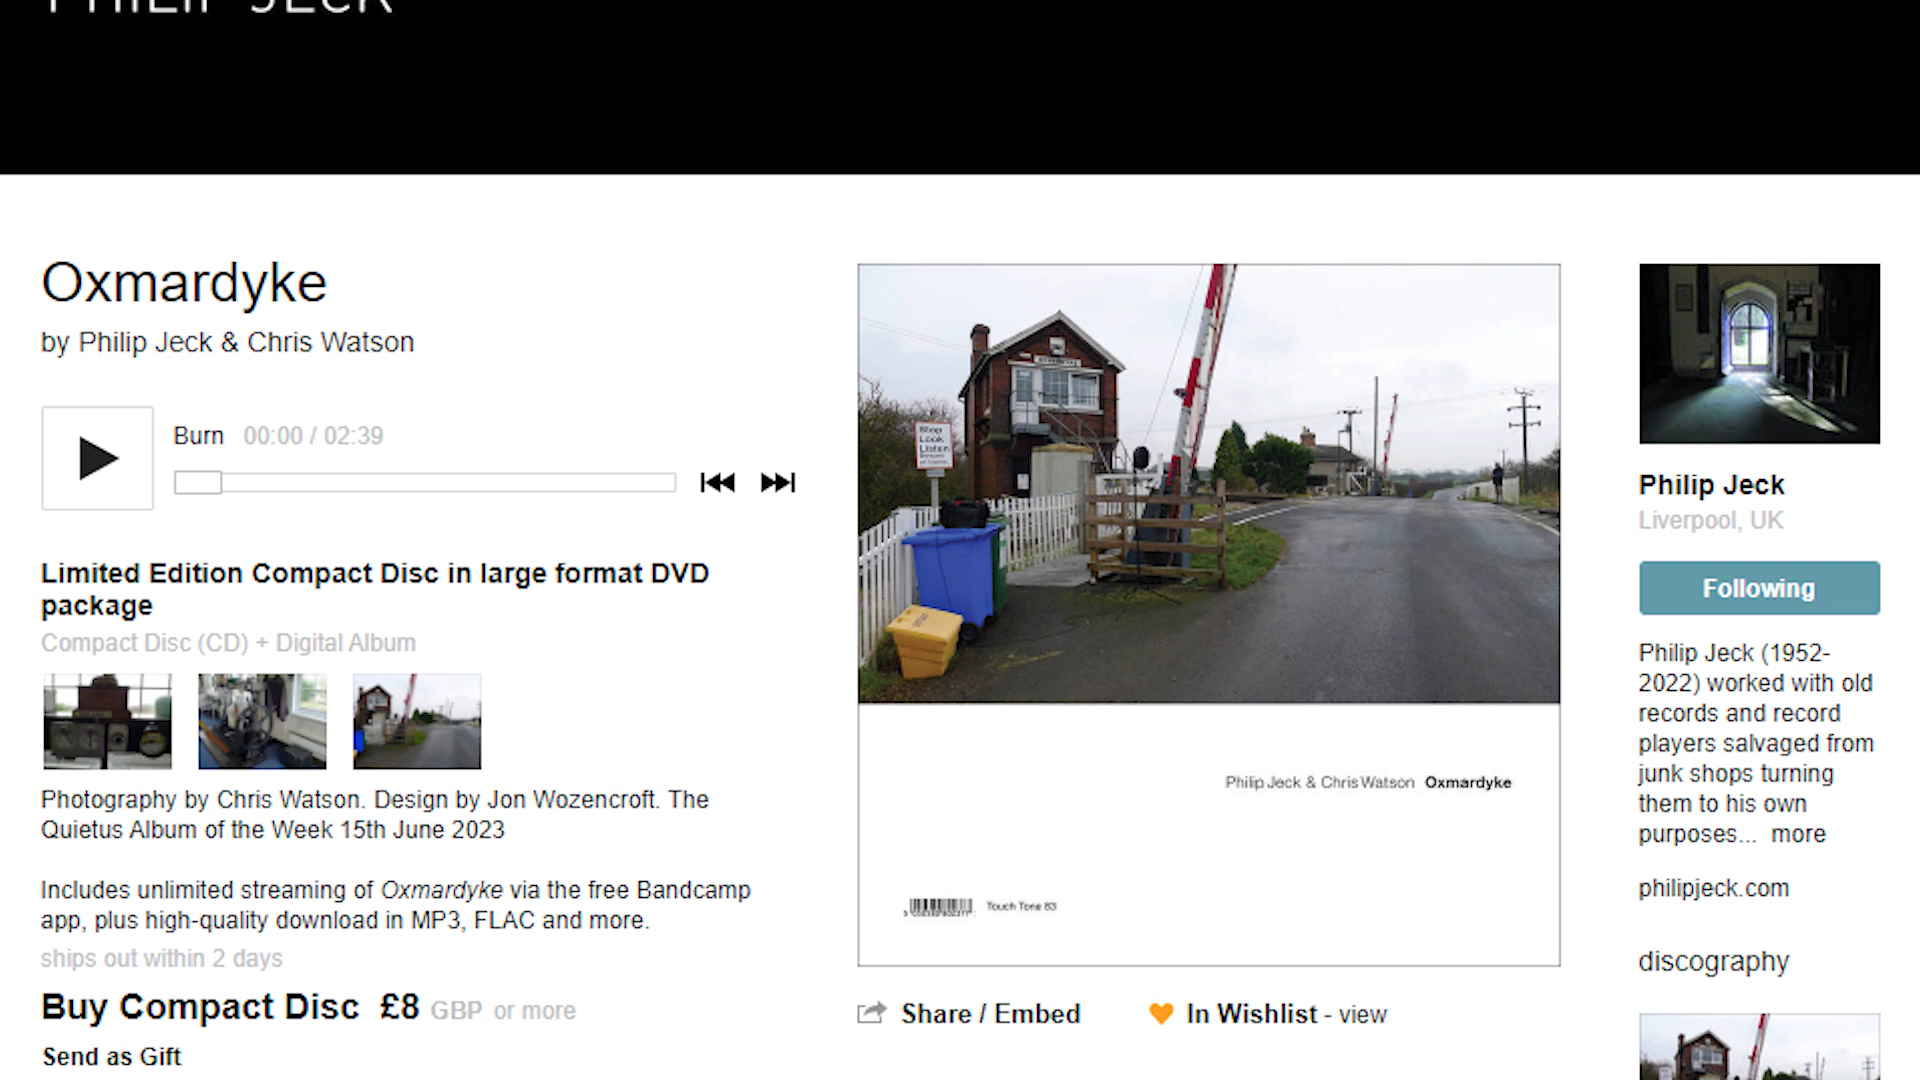 PHILIP JECK
Oxmardyke
by Philip Jeck & Chris Watson
Burn 00:00 / 02:39
Limited Edition Compact Disc in large format DVD
package
Compact Disc (CD) + Digital Album
Photography by Chris Watson. Design by Jon Wozencroft. The
Quietus Album of the Week 15th June 2023
Includes unlimited streaming of Oxmardyke via the free Bandcamp
app, plus high-quality download in MP3, FLAC and more.
ships out within 2 days
Buy Compact Disc £8 GBP or more
Send as Gift
Stop
Look
Listen
Philip Jeck & Chris Watson Oxmardyke
Touch Tone 83
Share / Embed
In Wishlist - view
Philip Jeck
Liverpool, UK
Following
Philip Jeck (1952-
2022) worked with old
records and record
players salvaged from
junk shops turning
them to his own
purposes... more
philipjeck.com
discography